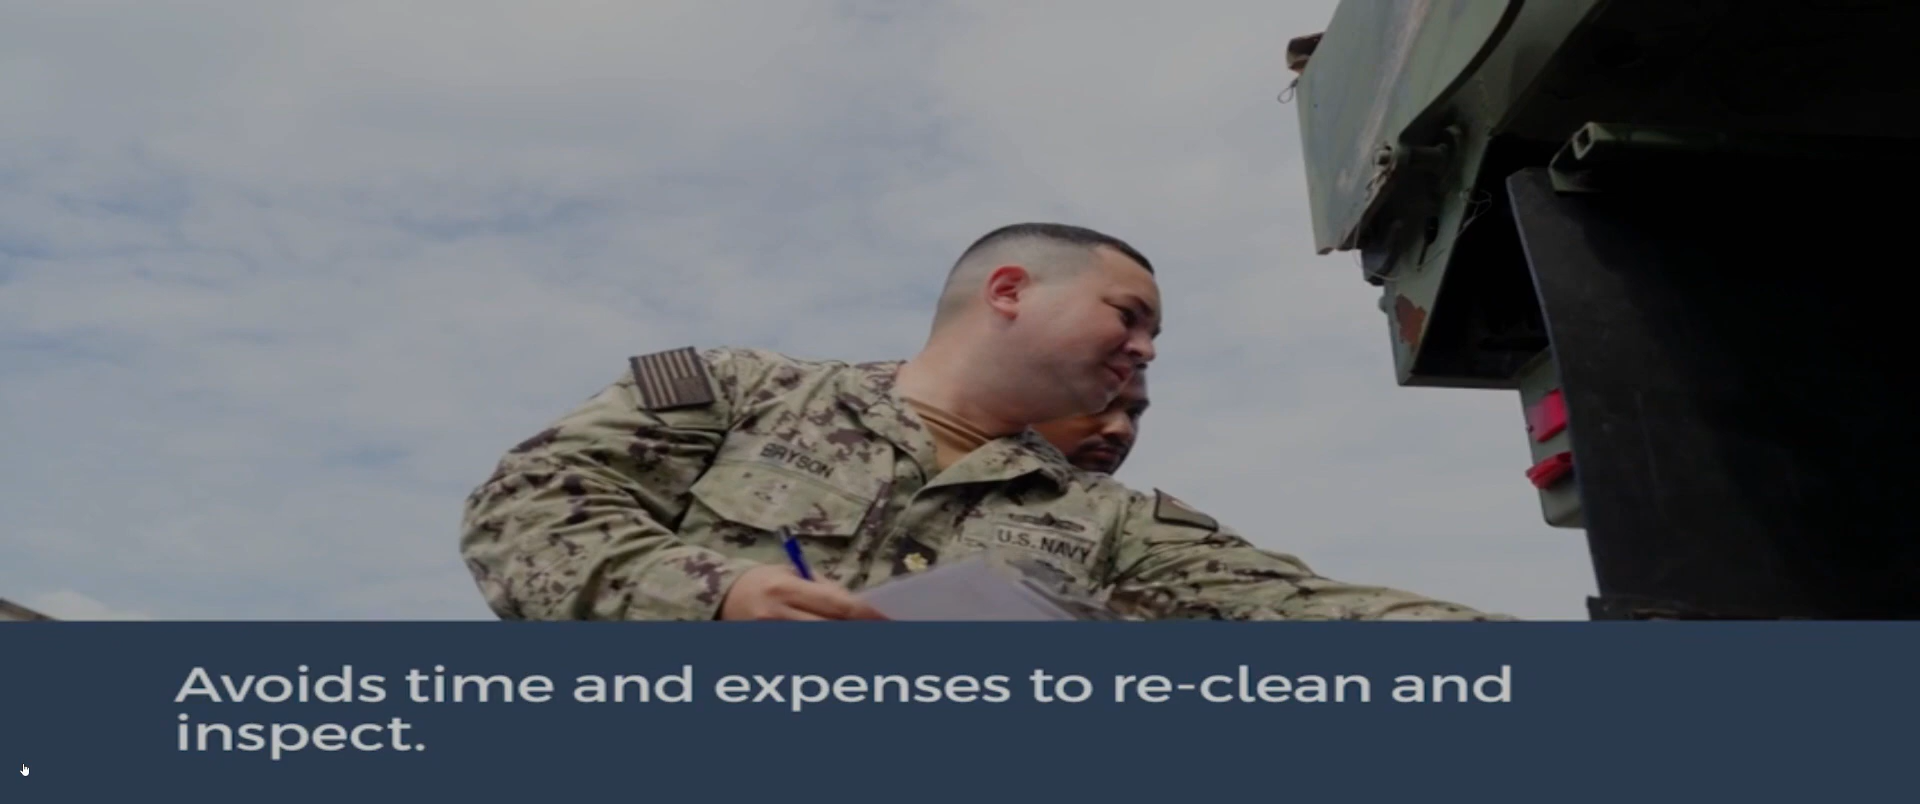 BRYSON
U.S. NAVY
Avoids time and expenses to re-clean and
inspect.